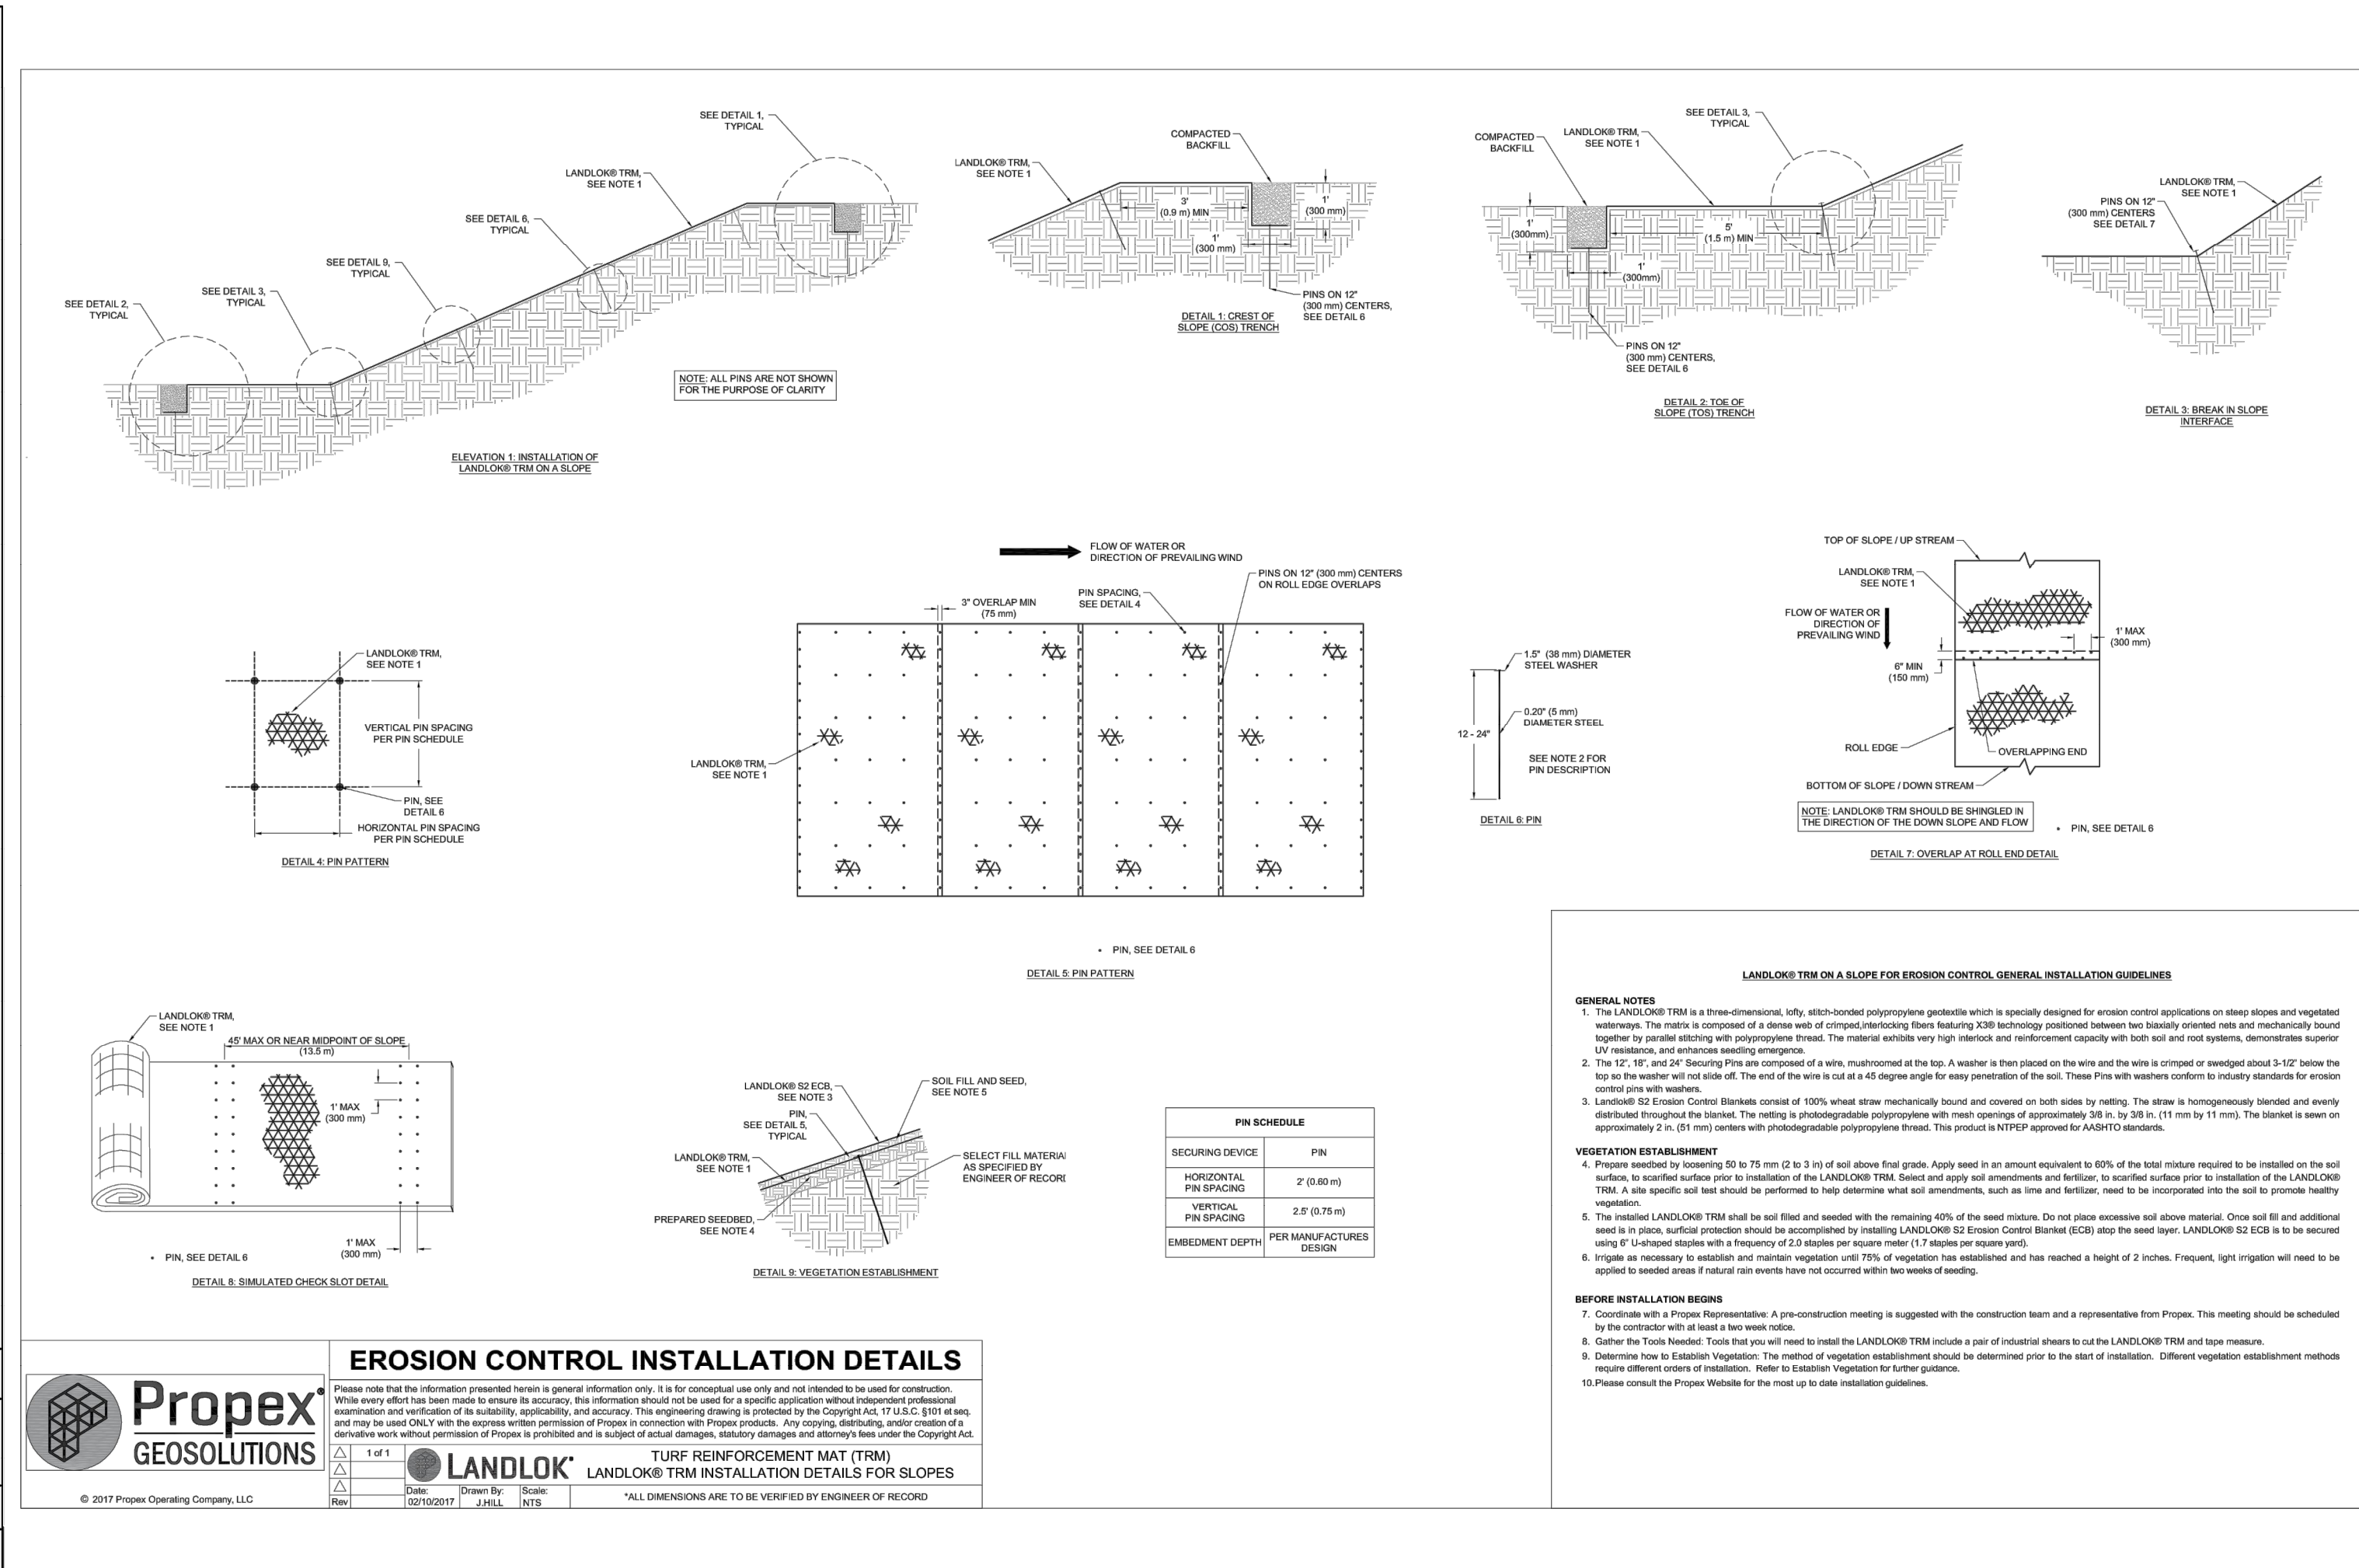 SEE DETAIL 1,
TYPICAL
LANDLOK® TRM,
SEE NOTE 1
SEE DETAIL 6,
TYPICAL
SEE DETAIL 9,
TYPICAL
SEE DETAIL 3,
TYPICAL
SEE DETAIL 2,
TYPICAL
NOTE: ALL PINS ARE NOT SHOWN
FOR THE PURPOSE OF CLARITY
ELEVATION 1: INSTALLATION OF
LANDLOK® TRM ON A SLOPE
COMPACTED
BACKFILL
LANDLOK® TRM,
SEE NOTE 1
3'
(0.9 m) MIN
1'
(300 mm)
1'
(300 mm)
PINS ON 12"
(300 mm) CENTERS,
SEE DETAIL 6
DETAIL 1: CREST OF
SLOPE (COS) TRENCH
SEE DETAIL 3,
TYPICAL
COMPACTED
BACKFILL
LANDLOK® TRM,
SEE NOTE 1
1'
(300mm)
5'
(1.5 m) MIN
1'
(300mm)
PINS ON 12"
(300 mm) CENTERS,
SEE DETAIL 6
DETAIL 2: TOE OF
SLOPE (TOS) TRENCH
LANDLOK® TRM,
SEE NOTE 1
PINS ON 12"
(300 mm) CENTERS
SEE DETAIL 7
DETAIL 3: BREAK IN SLOPE
INTERFACE
LANDLOK® TRM,
SEE NOTE 1
VERTICAL PIN SPACING
PER PIN SCHEDULE
PIN, SEE
DETAIL 6
HORIZONTAL PIN SPACING
PER PIN SCHEDULE
DETAIL 4: PIN PATTERN
FLOW OF WATER OR
DIRECTION OF PREVAILING WIND
PINS ON 12" (300 mm) CENTERS
ON ROLL EDGE OVERLAPS
3" OVERLAP MIN
(75 mm)
PIN SPACING,
SEE DETAIL 4
LANDLOK® TRM,
SEE NOTE 1
• PIN, SEE DETAIL 6
DETAIL 5: PIN PATTERN
1.5" (38 mm) DIAMETER
STEEL WASHER
0.20" (5 mm)
DIAMETER STEEL
12 - 24"
SEE NOTE 2 FOR
PIN DESCRIPTION
DETAIL 6: PIN
TOP OF SLOPE / UP STREAM
LANDLOK® TRM,
SEE NOTE 1
FLOW OF WATER OR
DIRECTION OF
PREVAILING WIND
1' MAX
(300 mm)
6" MIN
(150 mm)
ROLL EDGE
OVERLAPPING END
BOTTOM OF SLOPE / DOWN STREAM
NOTE: LANDLOK® TRM SHOULD BE SHINGLED IN
THE DIRECTION OF THE DOWN SLOPE AND FLOW
• PIN, SEE DETAIL 6
DETAIL 7: OVERLAP AT ROLL END DETAIL
LANDLOK® TRM,
SEE NOTE 1
45' MAX OR NEAR MIDPOINT OF SLOPE
(13.5 m)
1' MAX
(300 mm)
1' MAX
(300 mm)
• PIN, SEE DETAIL 6
DETAIL 8: SIMULATED CHECK SLOT DETAIL
LANDLOK® S2 ECB,
SEE NOTE 3
SOIL FILL AND SEED,
SEE NOTE 5
PIN,
SEE DETAIL 5,
TYPICAL
LANDLOK® TRM,
SEE NOTE 1
SELECT FILL MATERIA
AS SPECIFIED BY
ENGINEER OF RECORI
PREPARED SEEDBED,
SEE NOTE 4
DETAIL 9: VEGETATION ESTABLISHMENT
PIN SCHEDULE
SECURING DEVICE PIN
HORIZONTAL
PIN SPACING 2' (0.60 m)
VERTICAL
PIN SPACING 2.5' (0.75 m)
EMBEDMENT DEPTH PER MANUFACTURES
DESIGN
LANDLOK® TRM ON A SLOPE FOR EROSION CONTROL GENERAL INSTALLATION GUIDELINES
GENERAL NOTES
1. The LANDLOK® TRM is a three-dimensional, lofty, stitch-bonded polypropylene geotextile which is specially designed for erosion control applications on steep slopes and vegetated
waterways. The matrix is composed of a dense web of crimped,interlocking fibers featuring X3® technology positioned between two biaxially oriented nets and mechanically bound
together by parallel stitching with polypropylene thread. The material exhibits very high interlock and reinforcement capacity with both soil and root systems, demonstrates superior
UV resistance, and enhances seedling emergence.
2. The 12", 18", and 24" Securing Pins are composed of a wire, mushroomed at the top. A washer is then placed on the wire and the wire is crimped or swedged about 3-1/2" below the
top so the washer will not slide off. The end of the wire is cut at a 45 degree angle for easy penetration of the soil. These Pins with washers conform to industry standards for erosion
control pins with washers.
3. Landlok® S2 Erosion Control Blankets consist of 100% wheat straw mechanically bound and covered on both sides by netting. The straw is homogeneously blended and evenly
distributed throughout the blanket. The netting is photodegradable polypropylene with mesh openings of approximately 3/8 in. by 3/8 in. (11 mm by 11 mm). The blanket is sewn on
approximately 2 in. (51 mm) centers with photodegradable polypropylene thread. This product is NTPEP approved for AASHTO standards.
VEGETATION ESTABLISHMENT
4. Prepare seedbed by loosening 50 to 75 mm (2 to 3 in) of soil above final grade. Apply seed in an amount equivalent to 60% of the total mixture required to be installed on the soil
surface, to scarified surface prior to installation of the LANDLOK® TRM. Select and apply soil amendments and fertilizer, to scarified surface prior to installation of the LANDLOK®
TRM. A site specific soil test should be performed to help determine what soil amendments, such as lime and fertilizer, need to be incorporated into the soil to promote healthy
vegetation.
5. The installed LANDLOK® TRM shall be soil filled and seeded with the remaining 40% of the seed mixture. Do not place excessive soil above material. Once soil fill and additional
seed is in place, surficial protection should be accomplished by installing LANDLOK® S2 Erosion Control Blanket (ECB) atop the seed layer. LANDLOK® S2 ECB is to be secured
using 6" U-shaped staples with a frequency of 2.0 staples per square meter (1.7 staples per square yard).
6. Irrigate as necessary to establish and maintain vegetation until 75% of vegetation has established and has reached a height of 2 inches. Frequent, light irrigation will need to be
applied to seeded areas if natural rain events have not occurred within two weeks of seeding.
BEFORE INSTALLATION BEGINS
7. Coordinate with a Propex Representative: A pre-construction meeting is suggested with the construction team and a representative from Propex. This meeting should be scheduled
by the contractor with at least a two week notice.
8. Gather the Tools Needed: Tools that you will need to install the LANDLOK® TRM include a pair of industrial shears to cut the LANDLOK® TRM and tape measure.
9. Determine how to Establish Vegetation: The method of vegetation establishment should be determined prior to the start of installation. Different vegetation establishment methods
require different orders of installation. Refer to Establish Vegetation for further guidance.
10.Please consult the Propex Website for the most up to date installation guidelines.
Propex®
GEOSOLUTIONS
© 2017 Propex Operating Company, LLC
EROSION CONTROL INSTALLATION DETAILS
Please note that the information presented herein is general information only. It is for conceptual use only and not intended to be used for construction.
While every effort has been made to ensure its accuracy, this information should not be used for a specific application without independent professional
examination and verification of its suitability, applicability, and accuracy. This engineering drawing is protected by the Copyright Act, 17 U.S.C. §101 et seq.
and may be used ONLY with the express written permission of Propex in connection with Propex products. Any copying, distributing, and/or creation of a
derivative work without permission of Propex is prohibited and is subject of actual damages, statutory damages and attorney's fees under the Copyright Act.
1 of 1
Rev
LANDLOK®
TURF REINFORCEMENT MAT (TRM)
LANDLOK® TRM INSTALLATION DETAILS FOR SLOPES
Date: Drawn By: Scale:
02/10/2017 J.HILL NTS
*ALL DIMENSIONS ARE TO BE VERIFIED BY ENGINEER OF RECORD